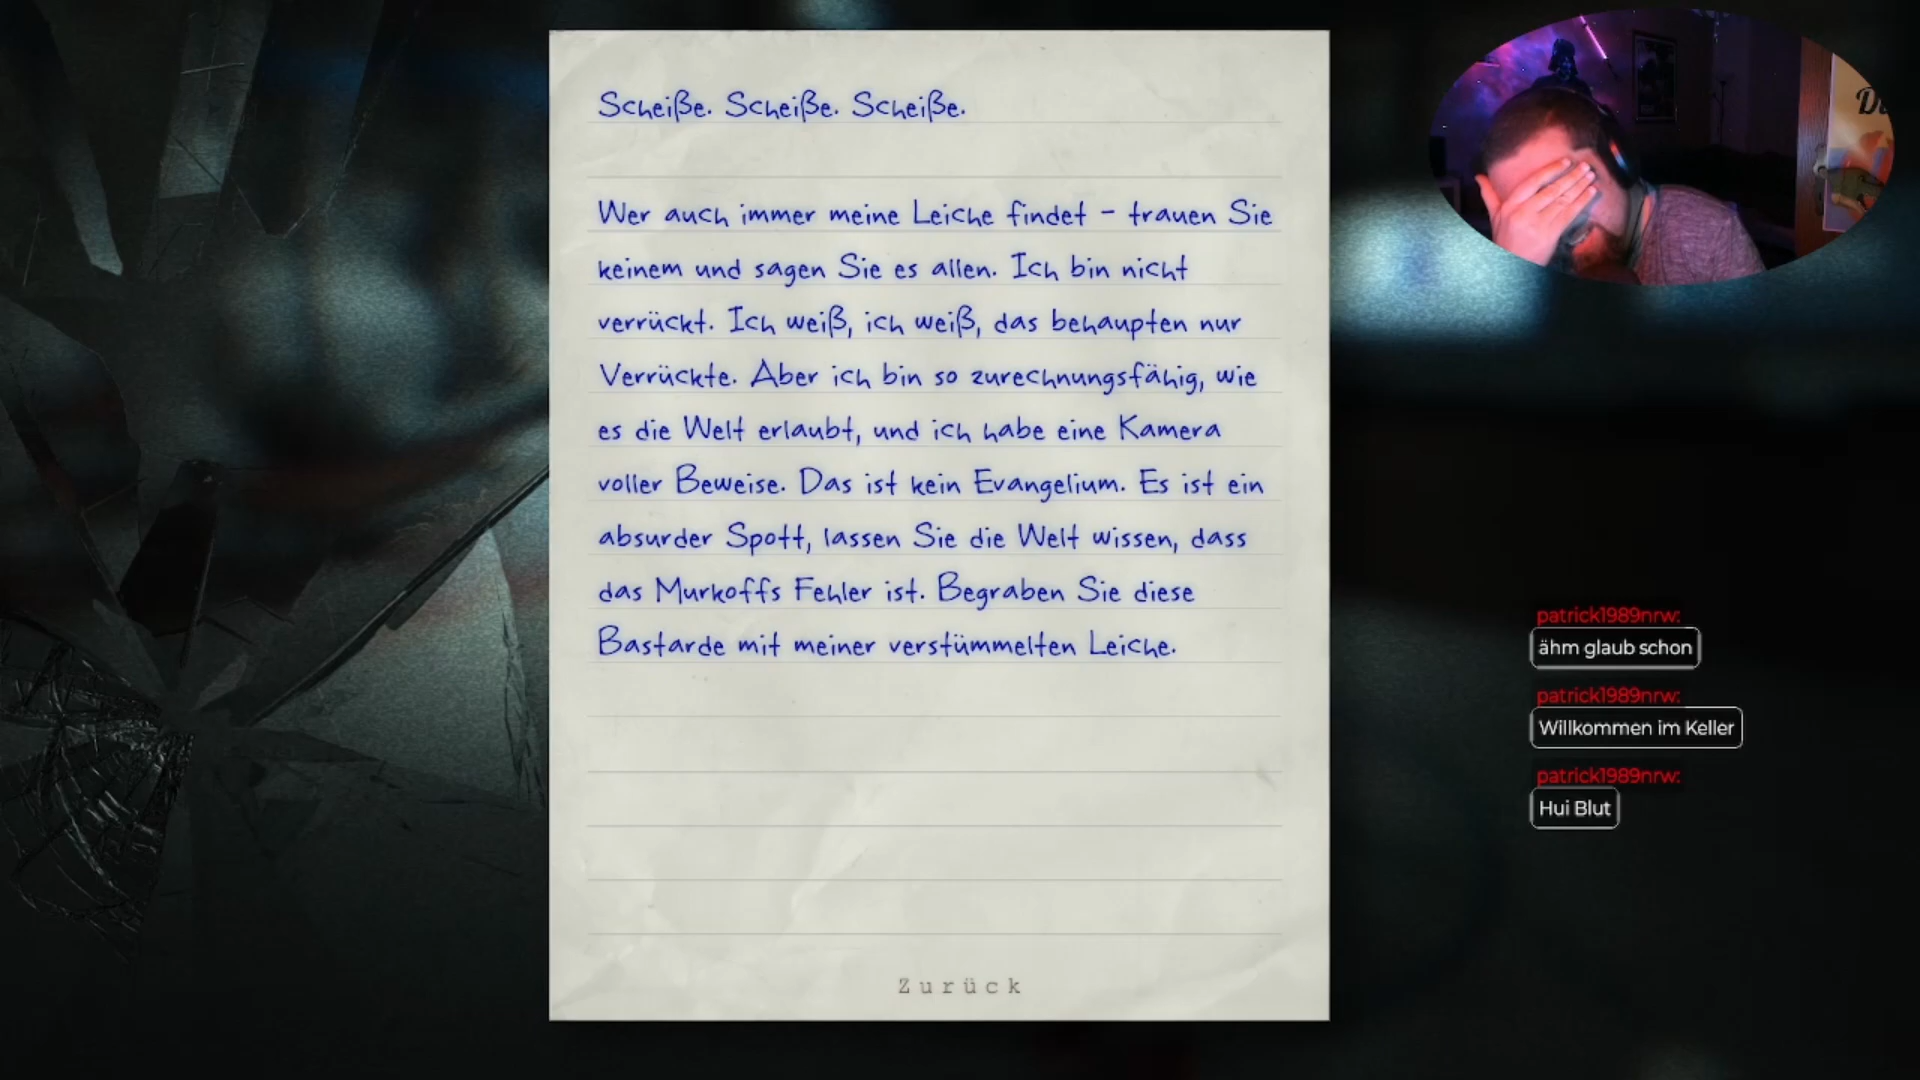 Scheiße. Scheiße. Scheiße.
Wer auch immer meine Leiche findet - trauen Sie
keinem und sagen Sie es allen. Ich bin nicht
verrückt. Ich weiß, ich weiß, das behaupten nur
Verrückte. Aber ich bin so zurechnungsfähig, wie
es die Welt erlaubt, und ich habe eine Kamera
voller Beweise. Das ist kein Evangelium. Es ist ein
absurder Spott, lassen Sie die Welt wissen, dass
das Murkoffs Fehler ist. Begraben Sie diese
Bastarde mit meiner verstümmelten Leiche.
Zurück
patrick1989nrw:
ähm glaub schon
patrick1989nrw:
Willkommen im Keller
patrick1989nrw:
Hui Blut